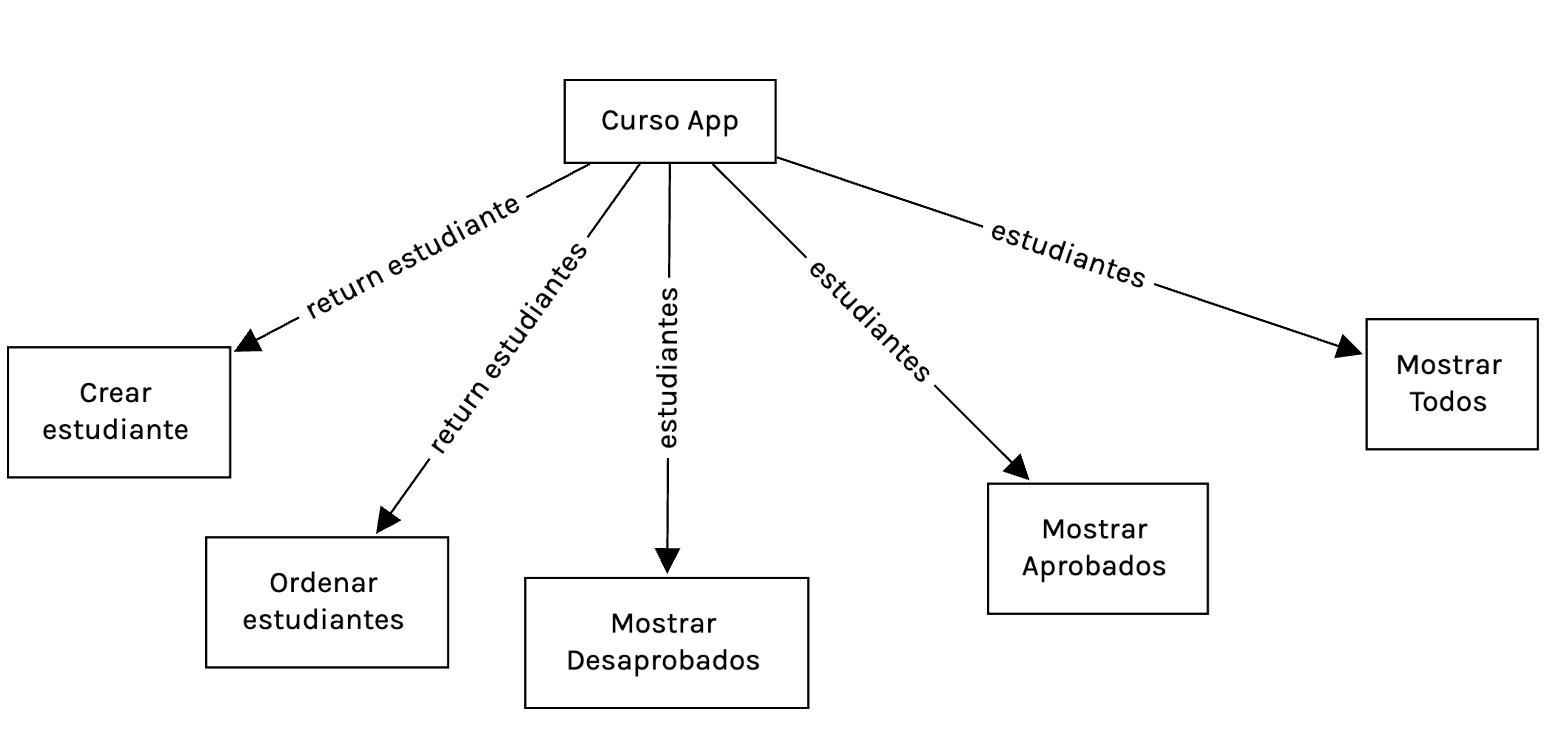 Curso App
return estudiante
return estudiantes
estudiantes
estudiantes
estudiantes
Crear
estudiante
Ordenar
estudiantes
Mostrar
Desaprobados
Mostrar
Aprobados
Mostrar
Todos